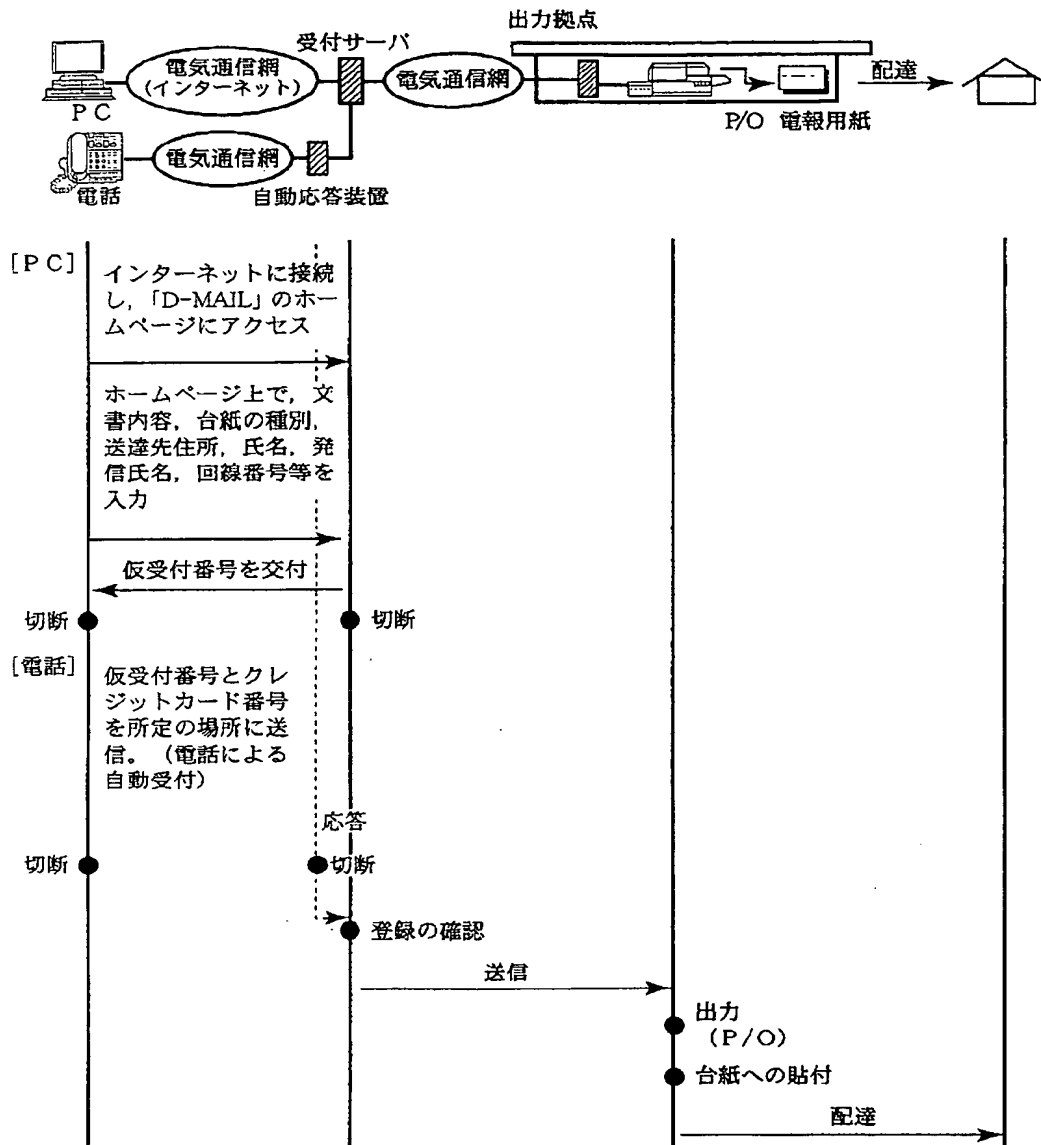 出力拠点
受付サーバ
電気通信網
(インターネット)
電気通信網
配達
PC
P/O 電報用紙
電気通信網
電話
自動応答装置
[PC]
インターネットに接続
し,「D-MAIL」のホー
ムページにアクセス
ホームページ上で,文
書内容,台紙の種別,
送達先住所,氏名,発
信氏名,回線番号等を
入力
仮受付番号を交付
切断
切断
[電話]
仮受付番号とクレ
ジットカード番号
を所定の場所に送
信。(電話による
自動受付)
応答
切断
切断
登録の確認
送信
出力
(P/O)
台紙への貼付
配達